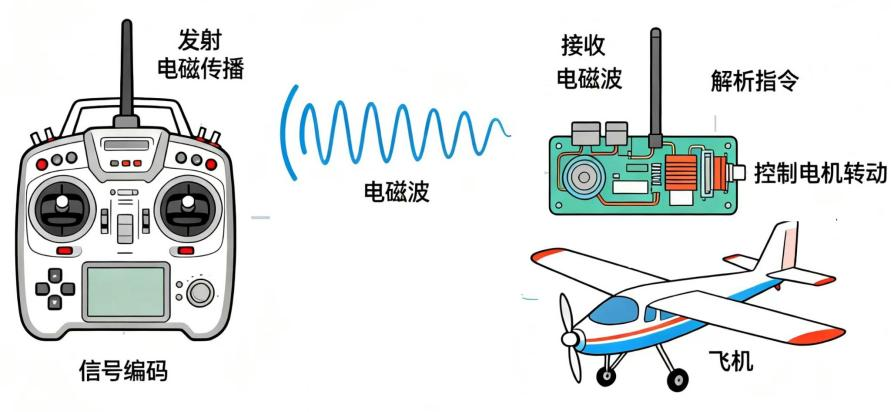 发射
电磁传播
信号编码
电磁波
接收
电磁波
解析指令
控制电机转动
飞机